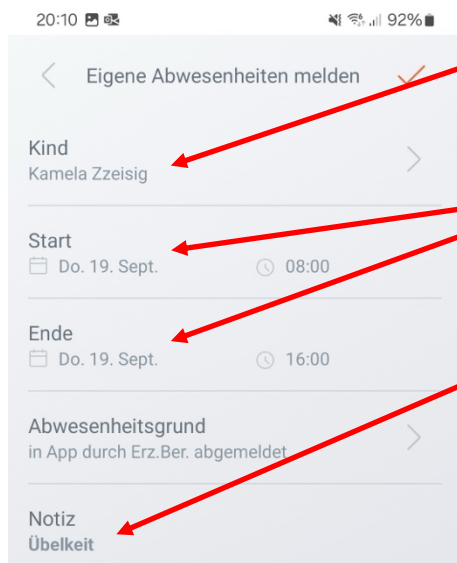 20:10 92%
Eigene Abwesenheiten melden
Kind
Kamela Zzeisig
Start
Do. 19. Sept. 08:00
Ende
Do. 19. Sept. 16:00
Abwesenheitsgrund
in App durch Erz.Ber. abgemeldet
Notiz
Übelkeit